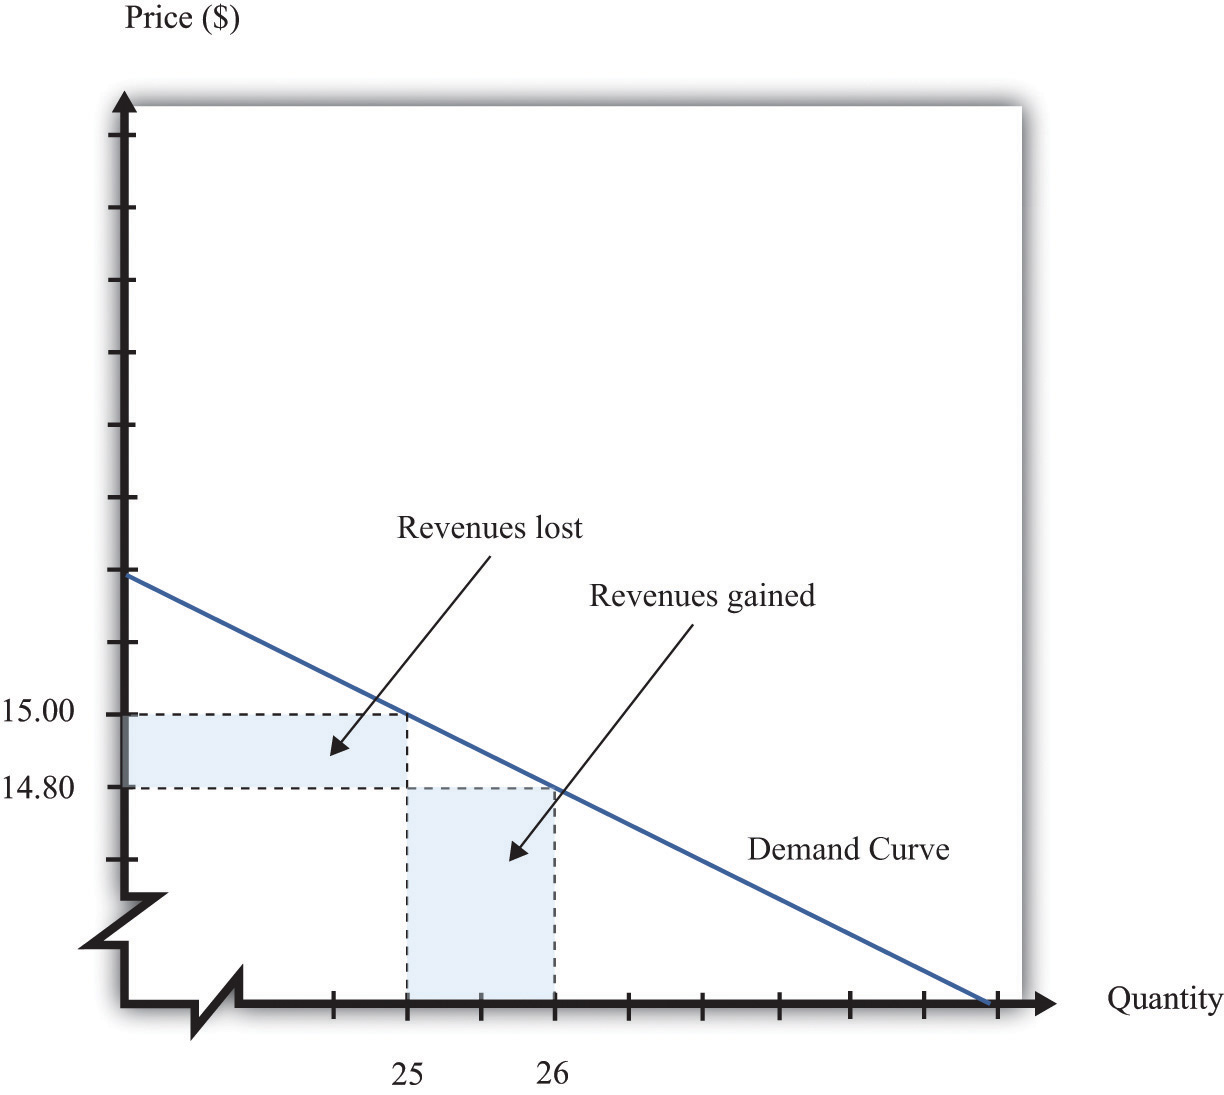 Price ($)
Revenues lost
Revenues gained
15.00
14.80
Demand Curve
Quantity
25
26